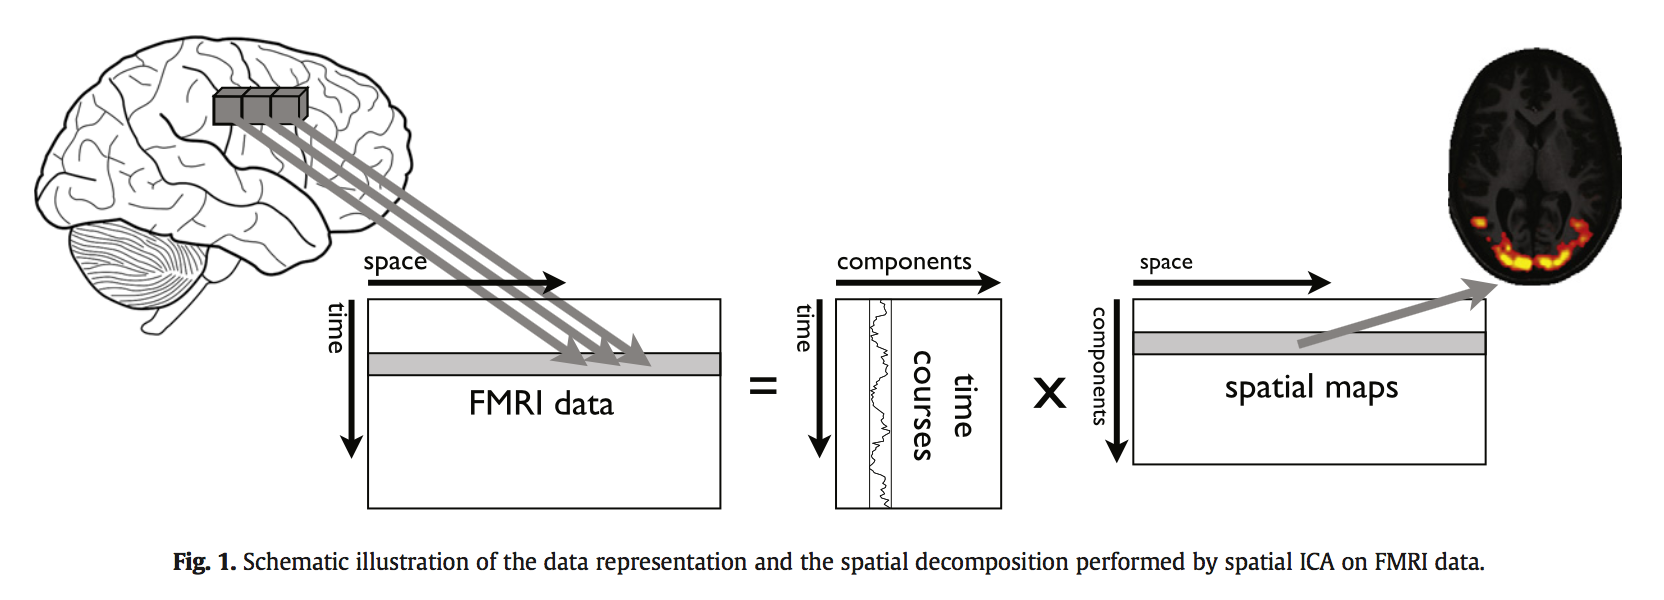 space
time
FMRI data
=
components
time
time
courses
x
space
components
spatial maps
Fig. 1. Schematic illustration of the data representation and the spatial decomposition performed by spatial ICA on FMRI data.